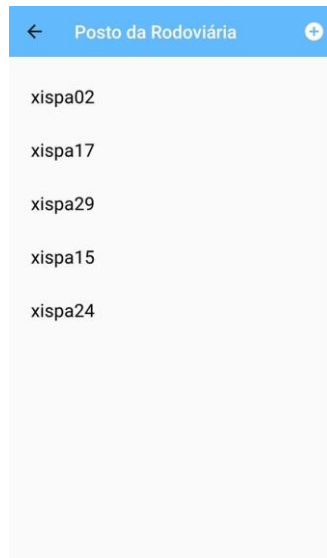 Posto da Rodoviária
xispa02
xispa17
xispa29
xispa15
xispa24